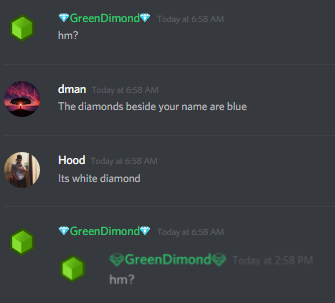 💎GreenDimond💎 Today at 6:58 AM
hm?
dman Today at 6:58 AM
The diamonds beside your name are blue
Hood Today at 6:58 AM
Its white diamond
💎GreenDimond💎 Today at 6:58 AM
💎GreenDimond💎 Today at 2:58 PM
hm?